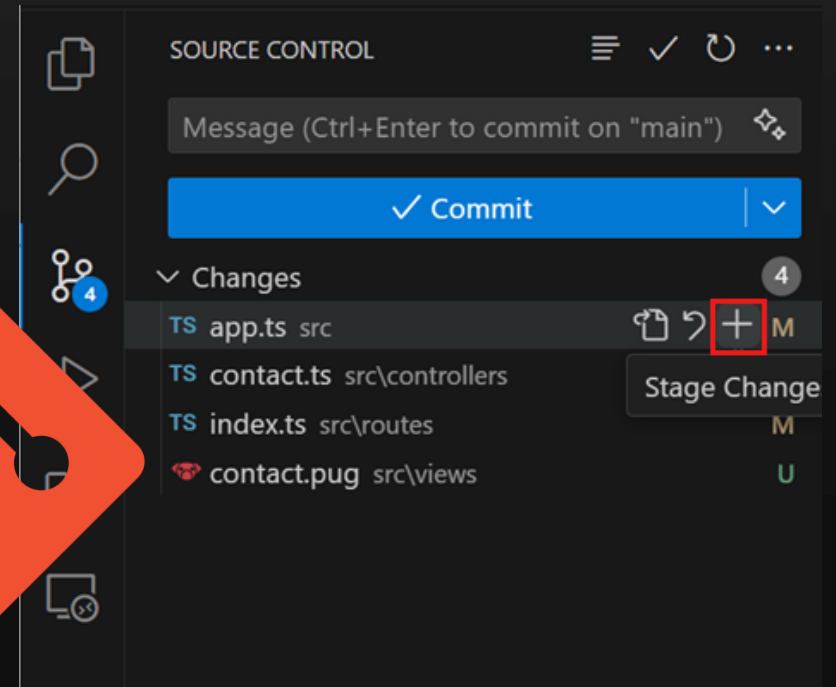 SOURCE CONTROL
Message (Ctrl+Enter to commit on "main")
Commit
4
Changes 4
TS app.ts src M
TS contact.ts src\controllers
Stage Change
TS index.ts src\routes M
contact.pug src\views U